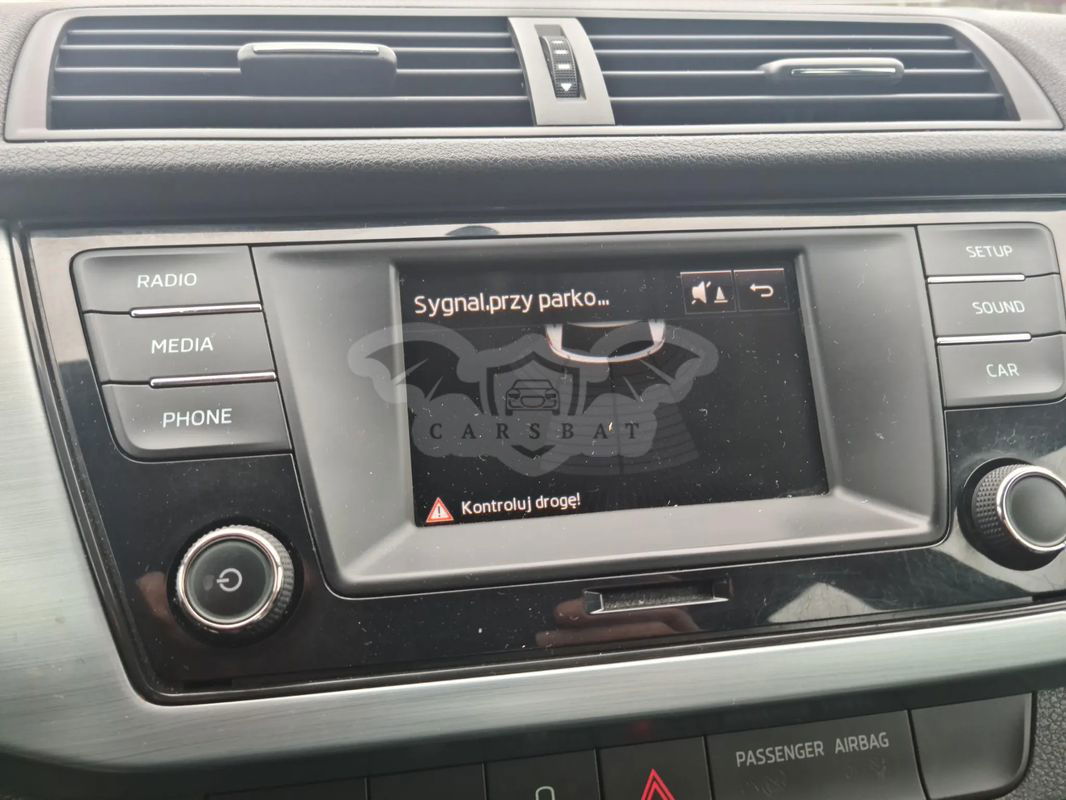 RADIO
MEDIA
PHONE
Sygnal.przy parko...
CARSBAT
Kontroluj drogę!
SETUP
SOUND
CAR
PASSENGER AIRBAG